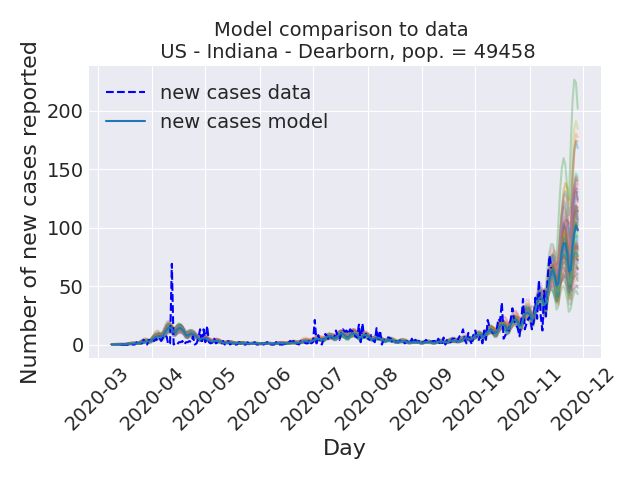 Model comparison to data
US - Indiana - Dearborn, pop. = 49458
new cases data
new cases model
Number of new cases reported
200
150
100
50
0
2020-03
2020-04
2020-05
2020-06
2020-07
2020-08
2020-09
2020-10
2020-11
2020-12
Day